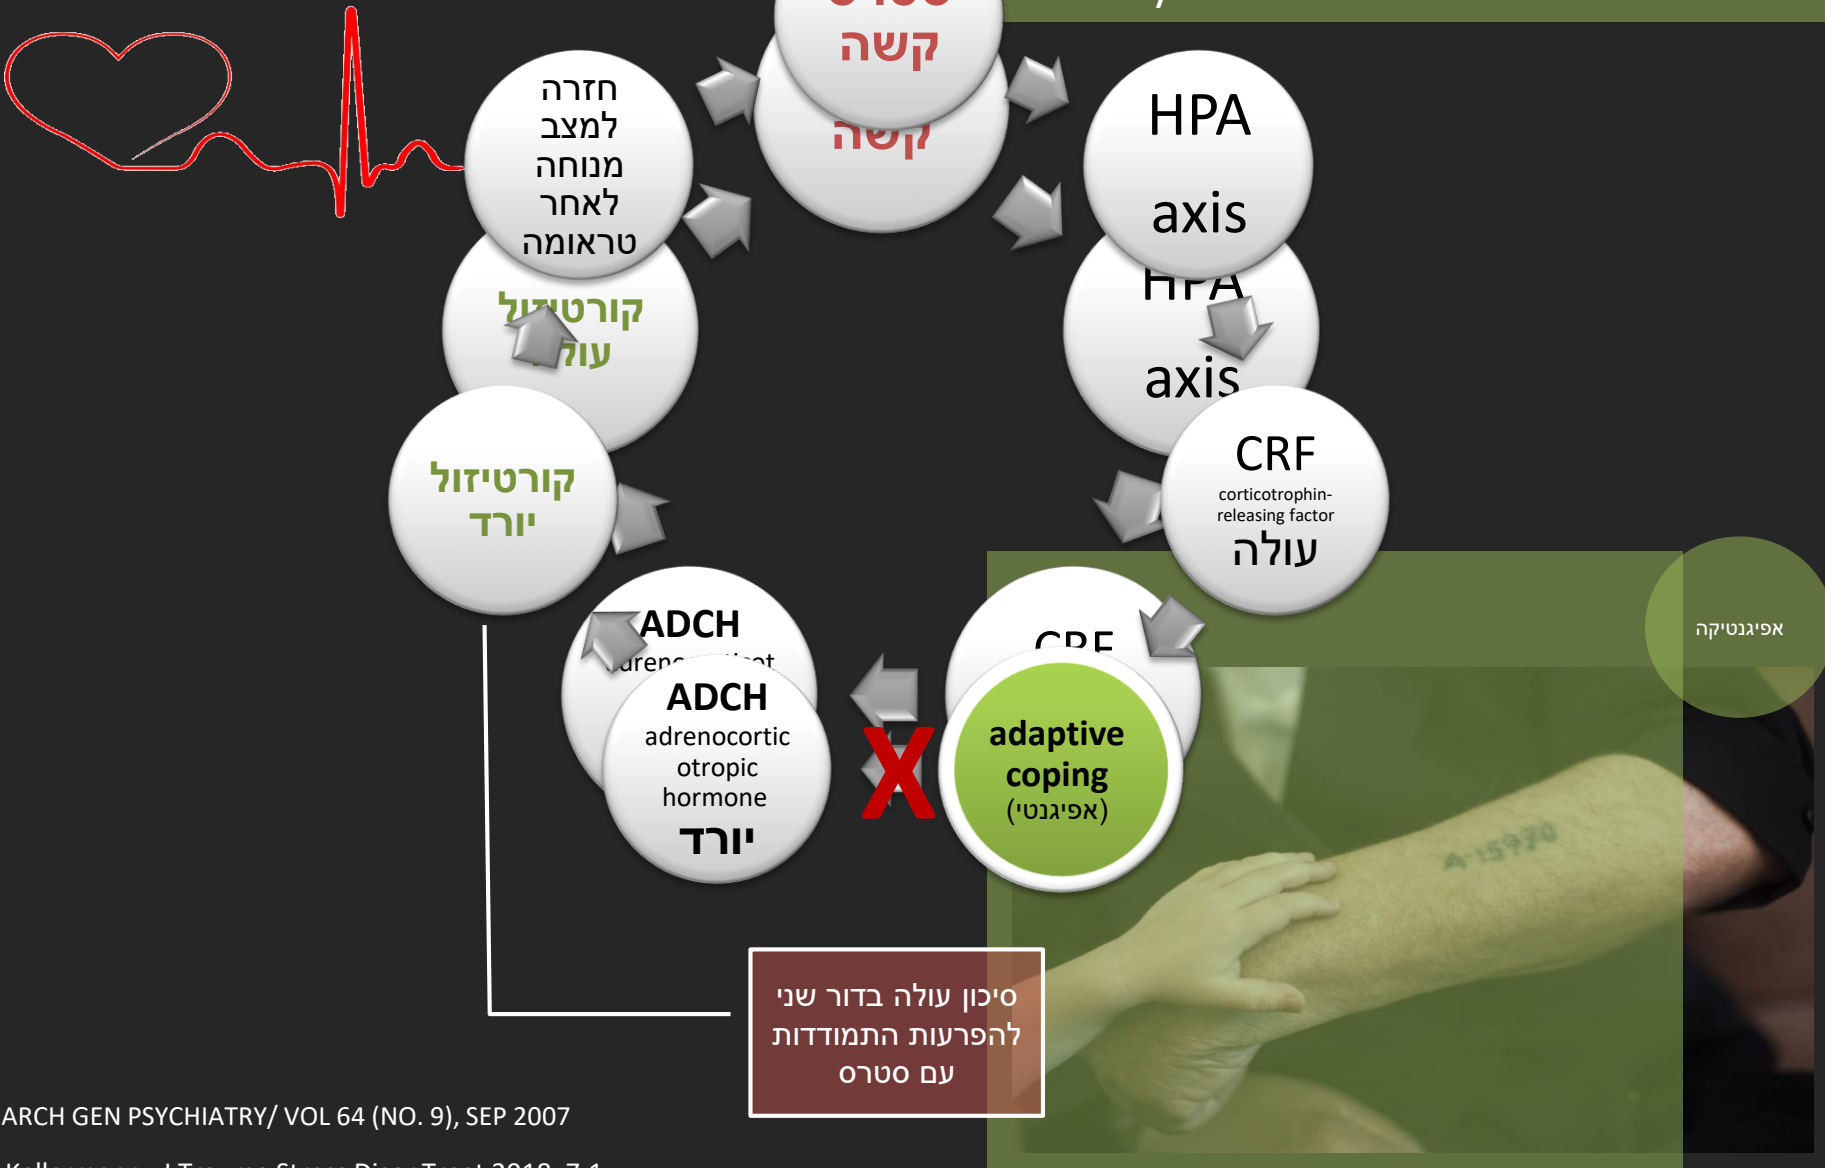 קשה
קשה
חזרה
למצב
מנוחה
לאחר
טראומה
HPA
axis
HPA
axis
קורטיזול
קורטיזול
יורד
CRF
corticotrophin-
releasing factor
עולה
CRF
ADCH
ADCH
adrenocortic
otropic
hormone
יורד
X
adaptive
coping
(אפיגנטי)
אפיגנטיקה
A-15970
סיכון עולה בדור שני
להפרעות התמודדות
עם סטרס
ARCH GEN PSYCHIATRY/ VOL 64 (NO. 9), SEP 2007